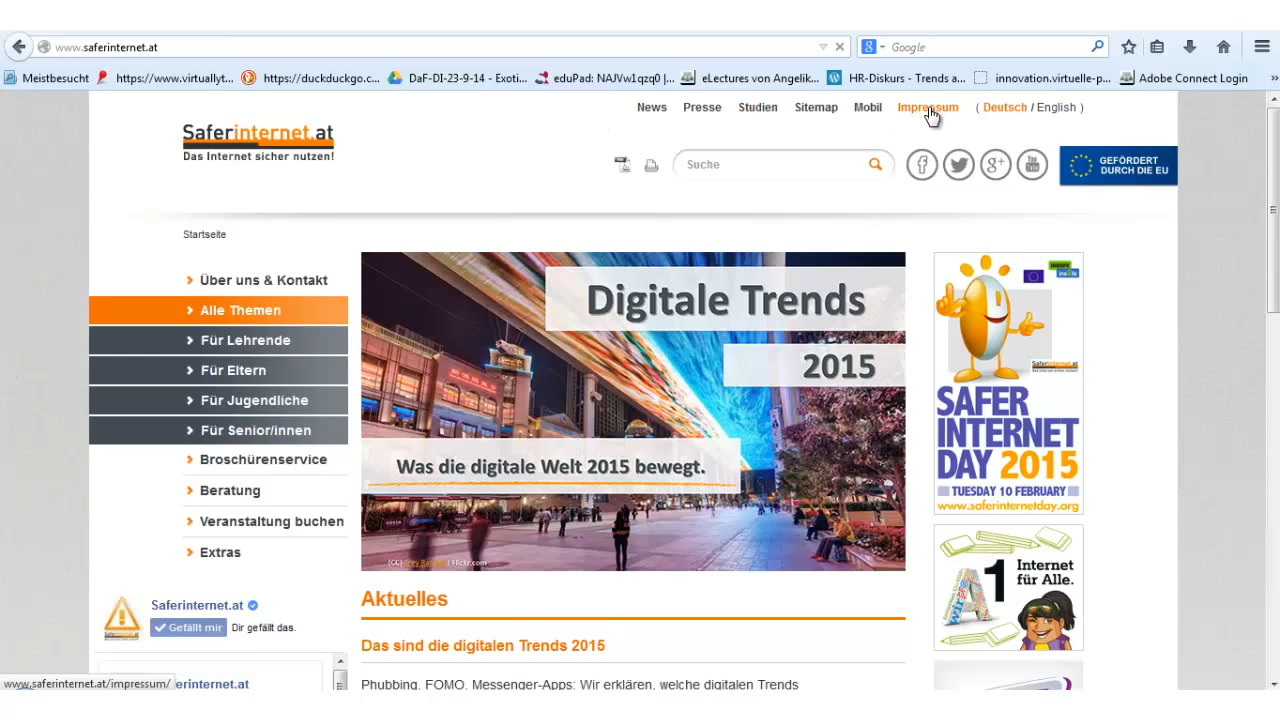 www.saferinternet.at
Google
Meistbesucht
https://www.virtuallyt...
https://duckduckgo.c...
DaF-DI-23-9-14 - Exoti...
eduPad: NAJVw1qzq0 |...
eLectures von Angelik...
HR-Diskurs - Trends a...
innovation.virtuelle-p...
Adobe Connect Login
News
Presse
Studien
Sitemap
Mobil
Impressum
( Deutsch / English )
Saferinternet.at
Das Internet sicher nutzen!
Suche
GEFÖRDERT
DURCH DIE EU
Startseite
Über uns & Kontakt
Alle Themen
Für Lehrende
Für Eltern
Für Jugendliche
Für Senior/innen
Broschürenservice
Beratung
Veranstaltung buchen
Extras
Digitale Trends
2015
Was die digitale Welt 2015 bewegt.
SAFER
INTERNET
DAY 2015
TUESDAY 10 FEBRUARY
www.saferinternetday.org
A1
Internet
für Alle.
Saferinternet.at
Gefällt mir
Dir gefällt das.
Aktuelles
Das sind die digitalen Trends 2015
Phubbing, FOMO, Messenger-Apps: Wir erklären, welche digitalen Trends
www.saferinternet.at/impressum/